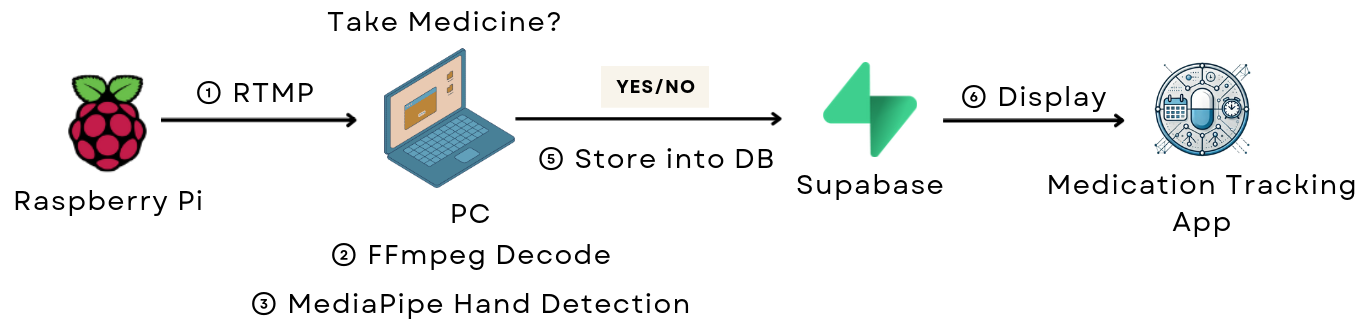 Take Medicine?
① RTMP
YES/NO
⑥ Display
⑤ Store into DB
Raspberry Pi
Supabase
Medication Tracking
App
PC
② FFmpeg Decode
③ MediaPipe Hand Detection